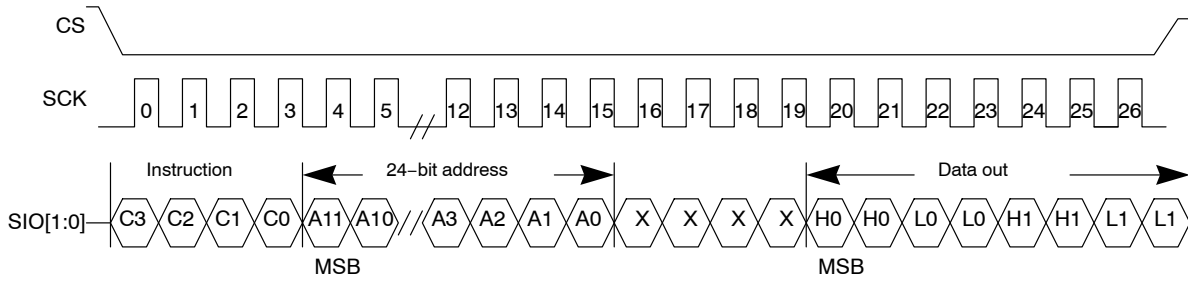 CS
SCK
0 1 2 3 4 5 12 13 14 15 16 17 18 19 20 21 22 23 24 25 26
Instruction 24−bit address Data out
SIO[1:0] C3 C2 C1 C0 A11 A10 A3 A2 A1 A0 X X X X H0 H0 L0 L0 H1 H1 L1 L1
MSB MSB